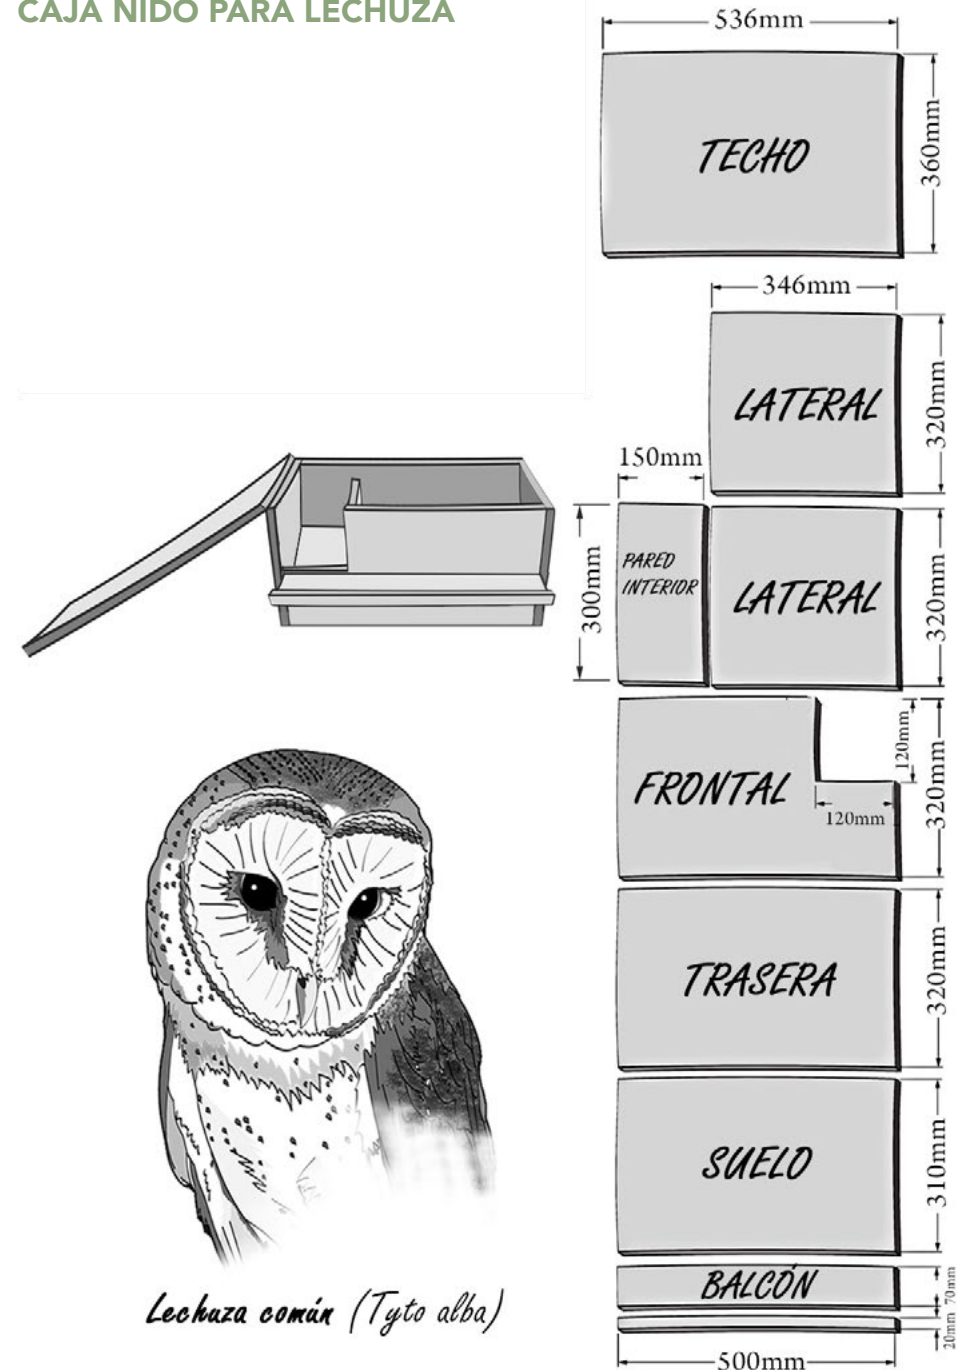 CAJA NIDO PARA LECHUZA
536mm
TECHO
360mm
346mm
LATERAL
320mm
150mm
300mm
PARED
INTERIOR
LATERAL
320mm
FRONTAL
120mm
120mm
320mm
TRASERA
320mm
SUELO
310mm
BALCÓN
70mm
20mm
500mm
Lechuza común (Tyto alba)